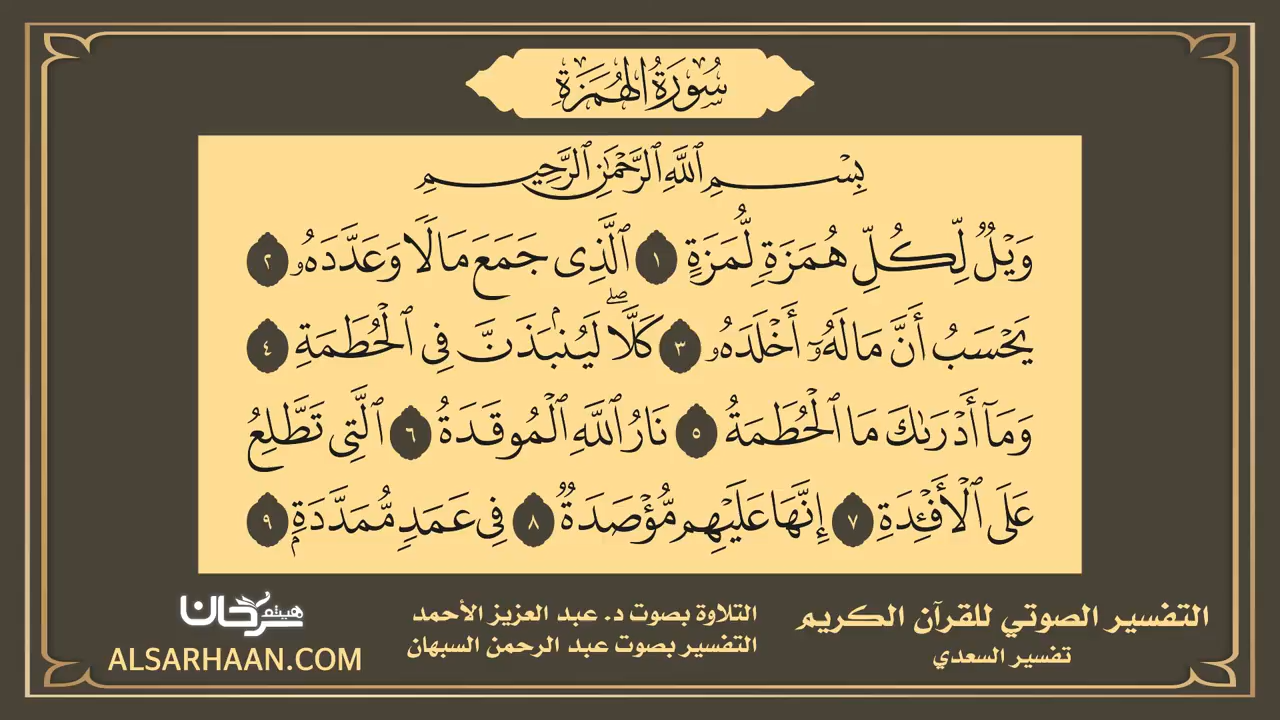 سُورَةُ الهُمَزَةِ
بِسْمِ ٱللَّهِ ٱلرَّحْمَٰنِ ٱلرَّحِيمِ
وَيْلٌ لِّكُلِّ هُمَزَةٍ لُّمَزَةٍ ١ ٱلَّذِى جَمَعَ مَالًا وَعَدَّدَهُۥ ٢
يَحْسَبُ أَنَّ مَالَهُۥٓ أَخْلَدَهُۥ ٣ كَلَّا ۖ لَيُنۢبَذَنَّ فِى ٱلْحُطَمَةِ ٤
وَمَآ أَدْرَىٰكَ مَا ٱلْحُطَمَةُ ٥ نَارُ ٱللَّهِ ٱلْمُوقَدَةُ ٦ ٱلَّتِى تَطَّلِعُ
عَلَى ٱلْأَفْـِٔدَةِ ٧ إِنَّهَا عَلَيْهِم مُّؤْصَدَةٌ ٨ فِى عَمَدٍ مُّمَدَّدَةٍۭ ٩
التفسير الصوتي للقرآن الكريم
تفسير السعدي
التلاوة بصوت د. عبد العزيز الأحمد
التفسير بصوت عبد الرحمن السبهان
هيثم سرحان
ALSARHAAN.COM